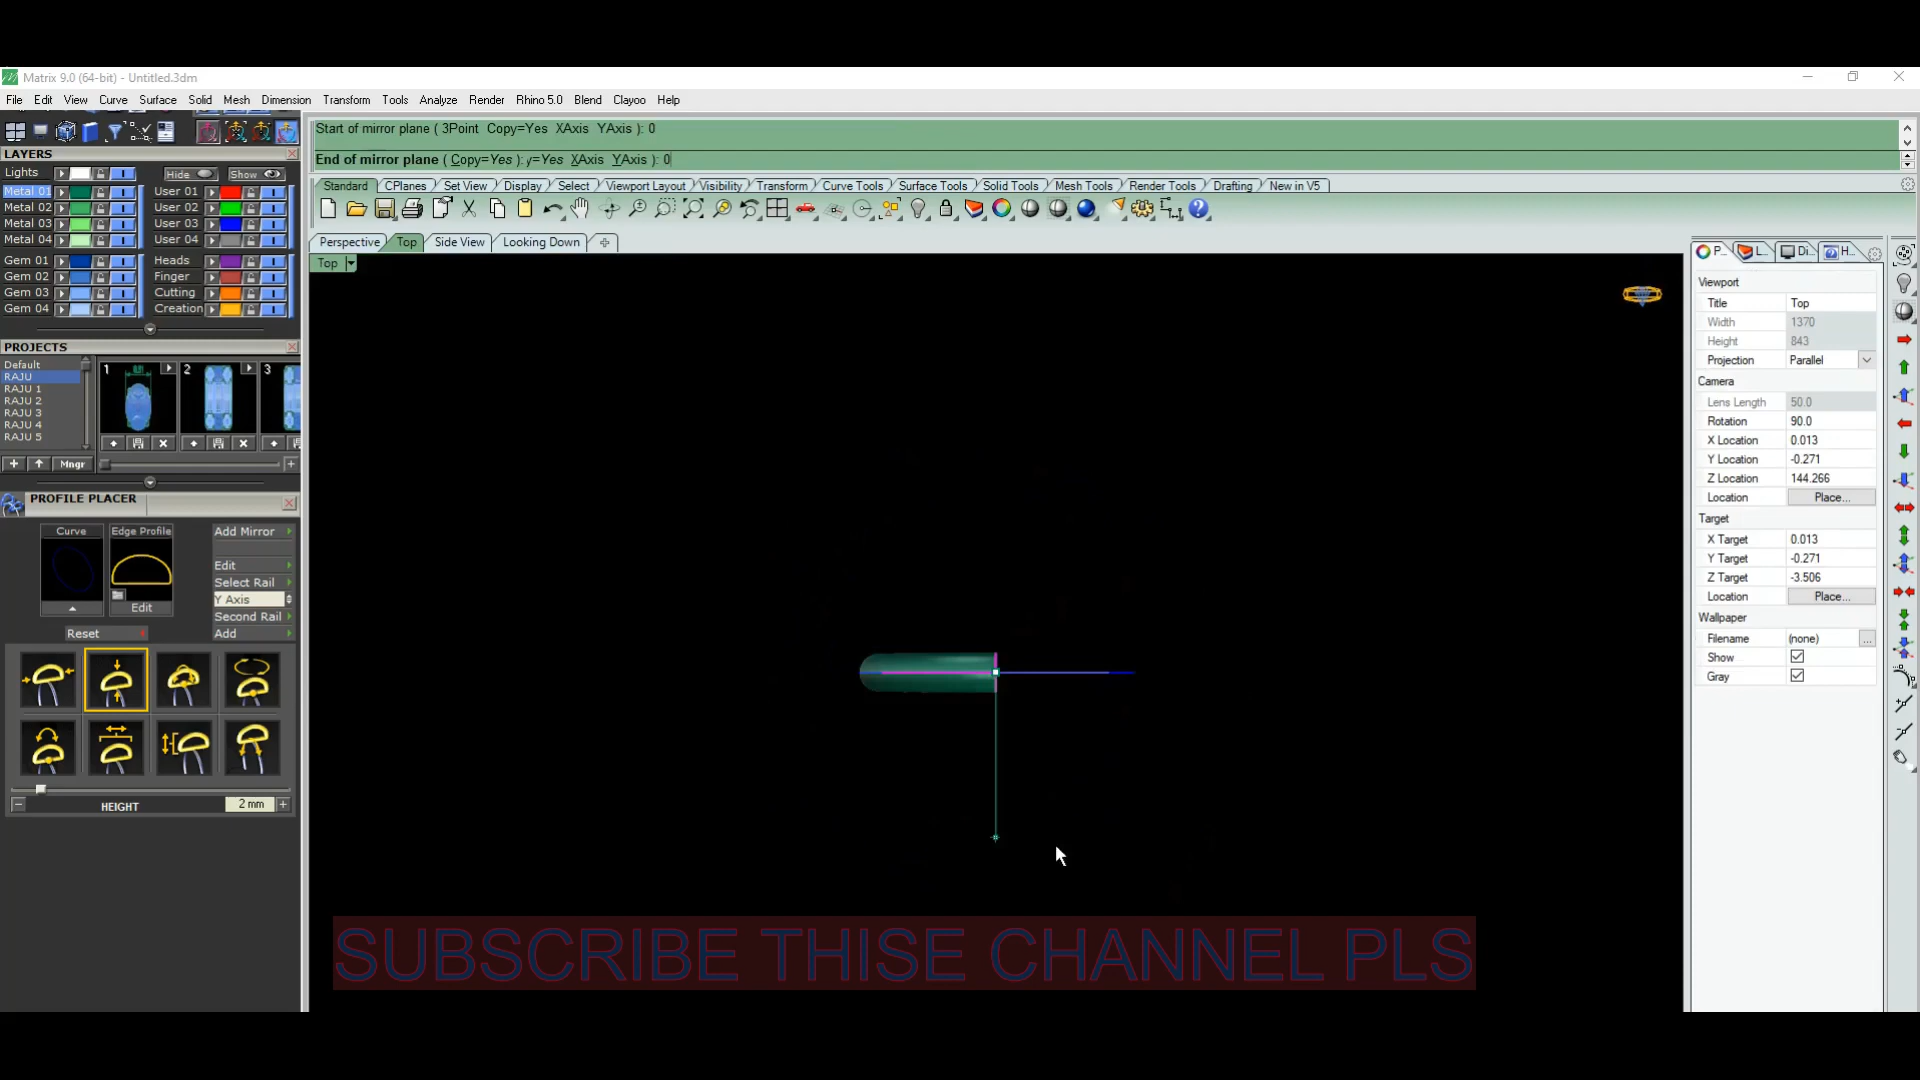 Matrix 9.0 (64-bit) - Untitled.3dm
File Edit View Curve Surface Solid Mesh Dimension Transform Tools Analyze Render Rhino 5.0 Blend Clayoo Help
Start of mirror plane ( 3Point Copy=Yes XAxis YAxis ): 0
End of mirror plane ( Copy=Yes ): y=Yes XAxis YAxis ): 0
Standard CPlanes Set View Display Select Viewport Layout Visibility Transform Curve Tools Surface Tools Solid Tools Mesh Tools Render Tools Drafting New in V5
Perspective Top Side View Looking Down
Top
LAYERS
Lights Hide Show
Metal 01 User 01
Metal 02 User 02
Metal 03 User 03
Metal 04 User 04
Gem 01 Heads
Gem 02 Finger
Gem 03 Cutting
Gem 04 Creation
PROJECTS
Default
RAJU
RAJU 1
RAJU 2
RAJU 3
RAJU 4
RAJU 5
1 2 3
Mngr
PROFILE PLACER
Curve Edge Profile Add Mirror
Edit
Select Rail
Y Axis
Edit Second Rail
Reset Add
HEIGHT 2 mm
P... L... Di... H...
Viewport
Title Top
Width 1370
Height 843
Projection Parallel
Camera
Lens Length 50.0
Rotation 90.0
X Location 0.013
Y Location -0.271
Z Location 144.266
Location Place...
Target
X Target 0.013
Y Target -0.271
Z Target -3.506
Location Place...
Wallpaper
Filename (none) ...
Show
Gray
SUBSCRIBE THISE CHANNEL PLS